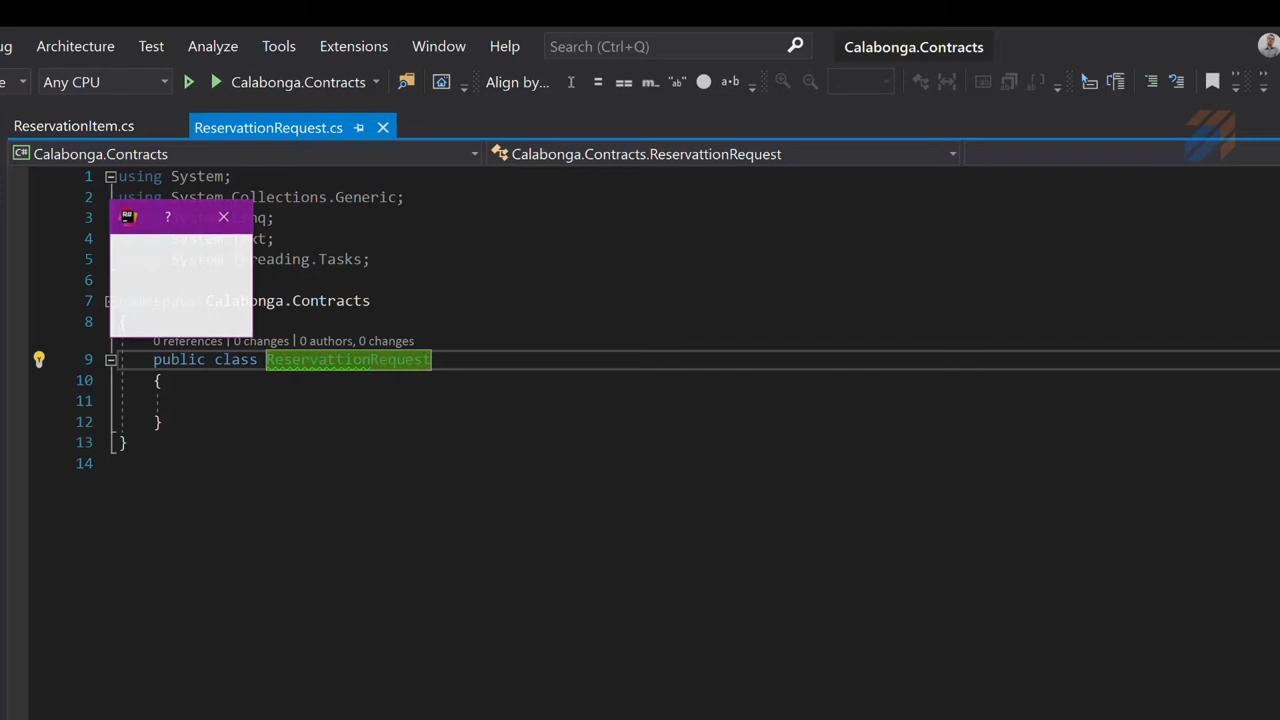 Architecture Test Analyze Tools Extensions Window Help Search (Ctrl+Q) Calabonga.Contracts
Any CPU Calabonga.Contracts Align by...
ReservationItem.cs ReservattionRequest.cs
C# Calabonga.Contracts Calabonga.Contracts.ReservattionRequest
1 using System;
2 using System.Collections.Generic;
3
4
5 System.Threading.Tasks;
6
7 namespace Calabonga.Contracts
8 {
0 references | 0 changes | 0 authors, 0 changes
9 public class ReservattionRequest
10 {
11
12 }
13 }
14